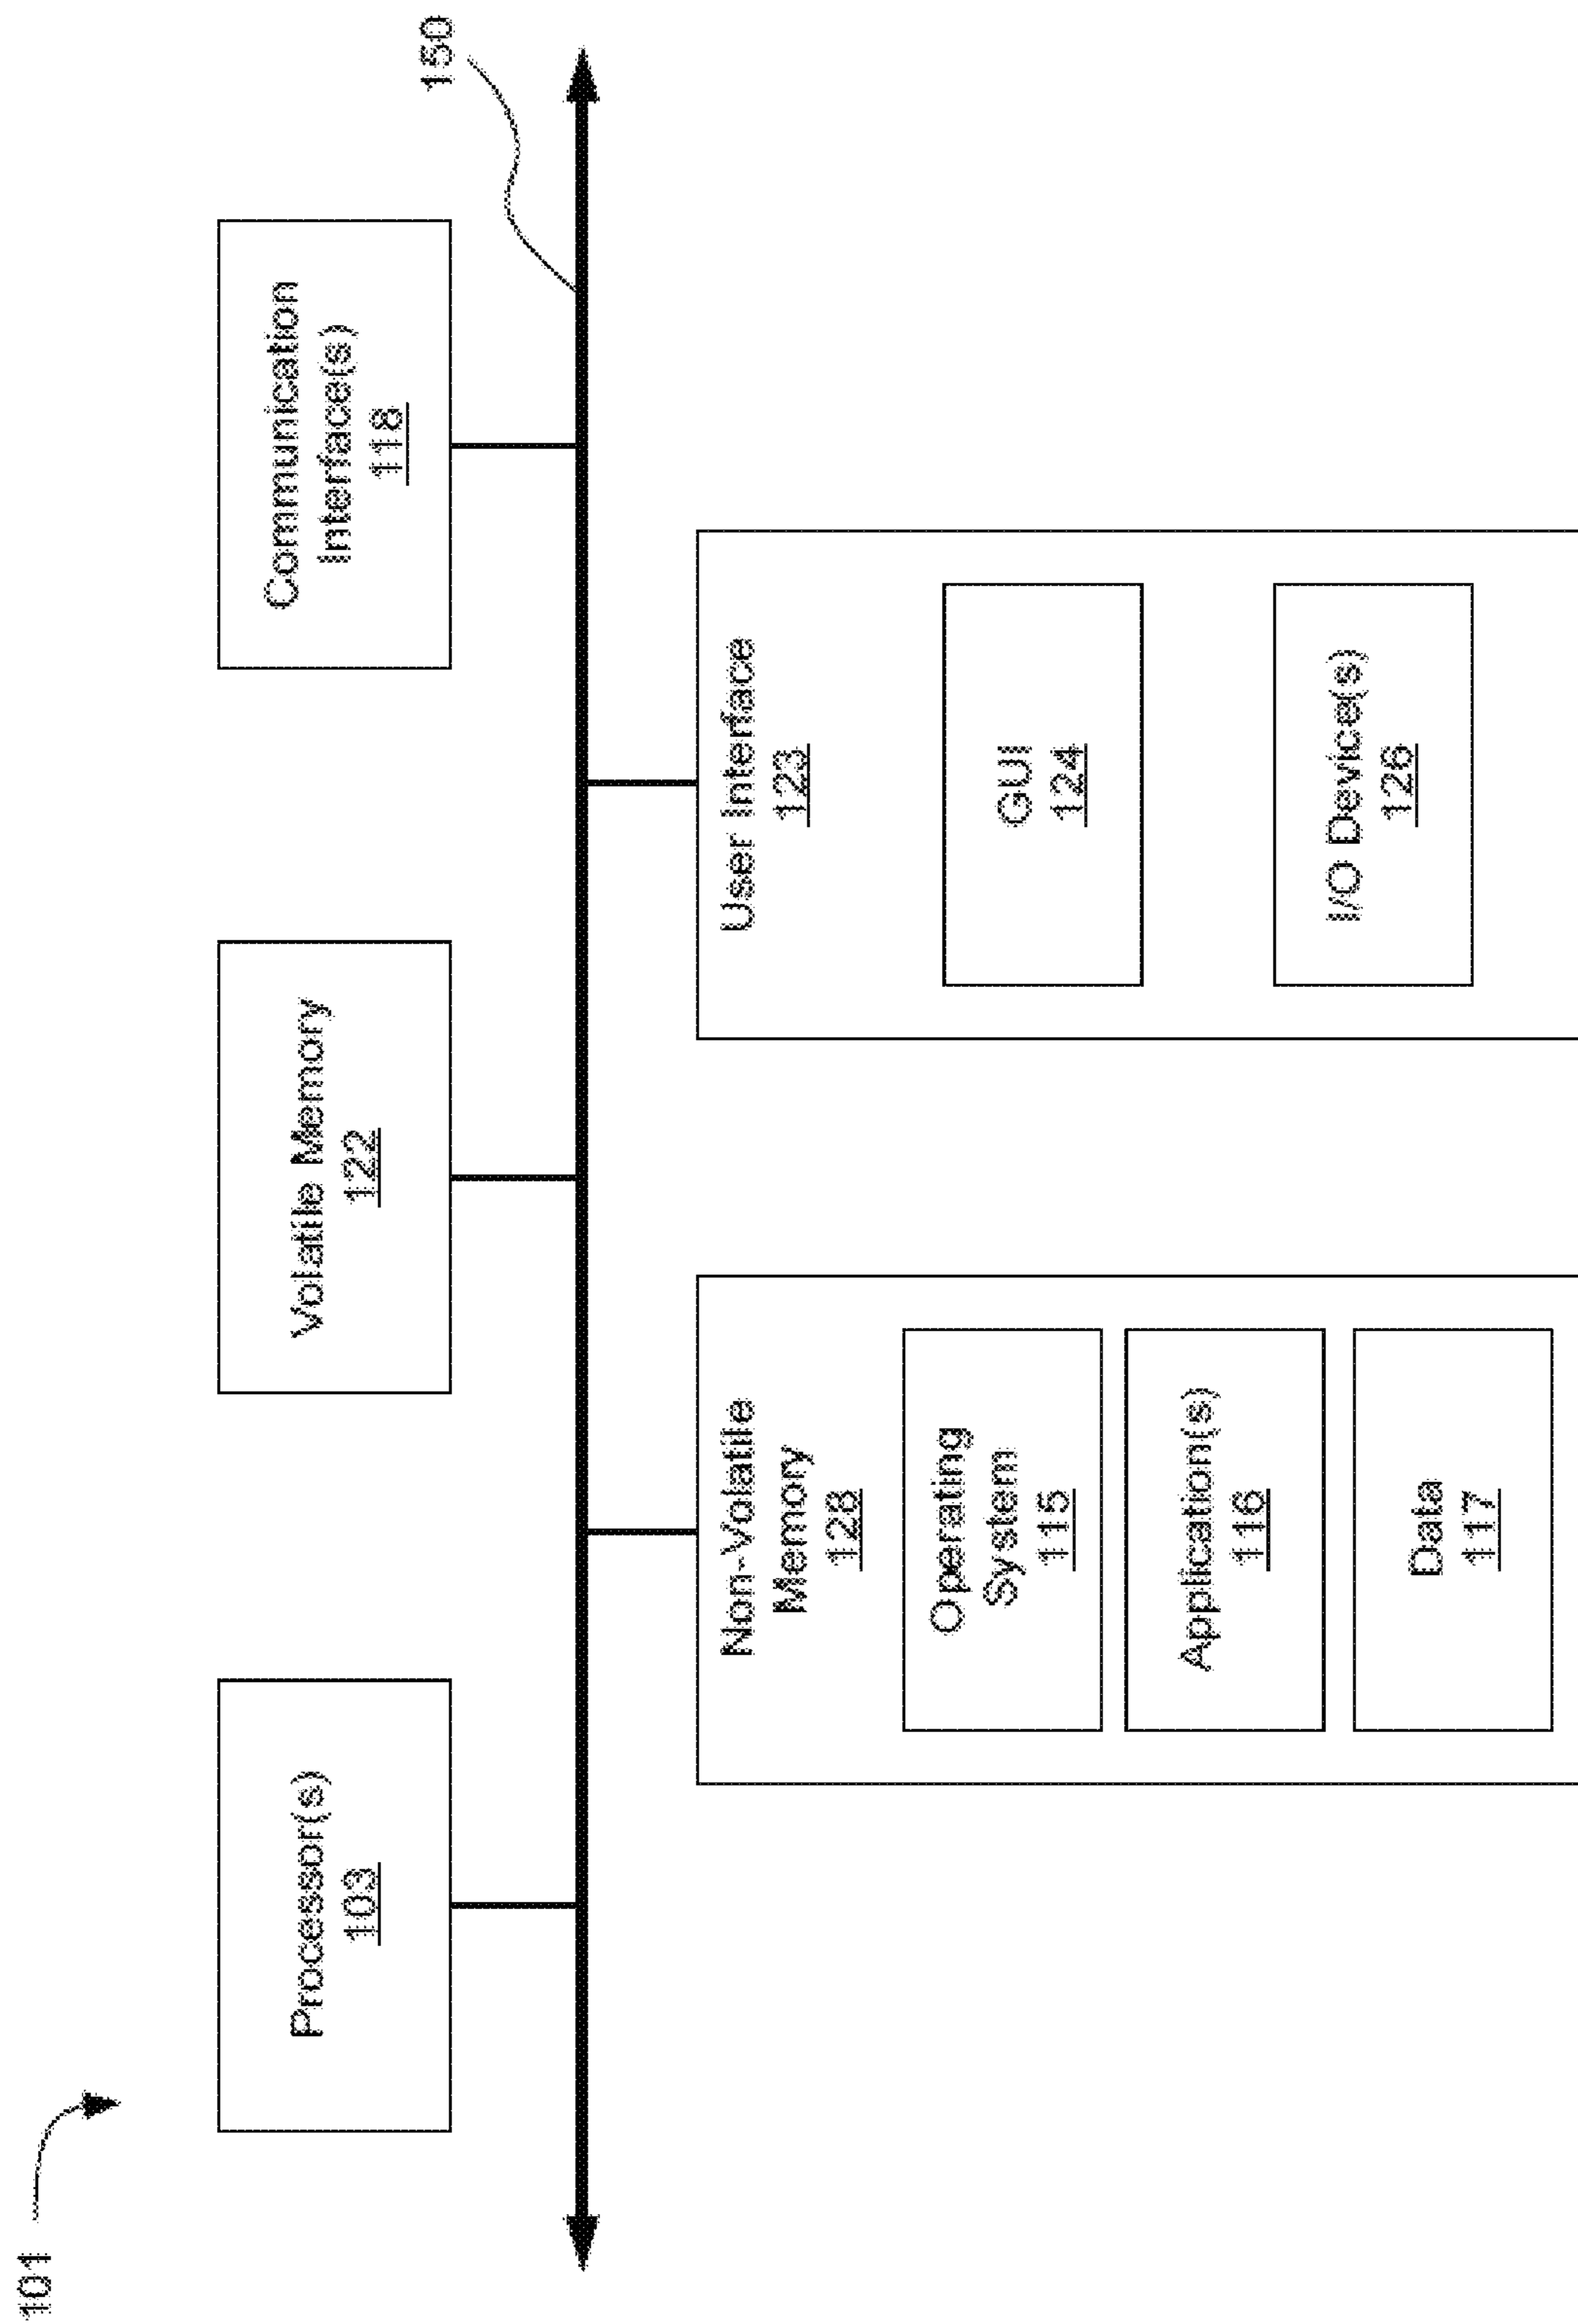 101
150
Processor(s)
103
Volatile Memory
122
Communication
Interface(s)
118
Non-Volatile
Memory
128
Operating
System
115
Application(s)
116
Data
117
User Interface
123
GUI
124
I/O Device(s)
126